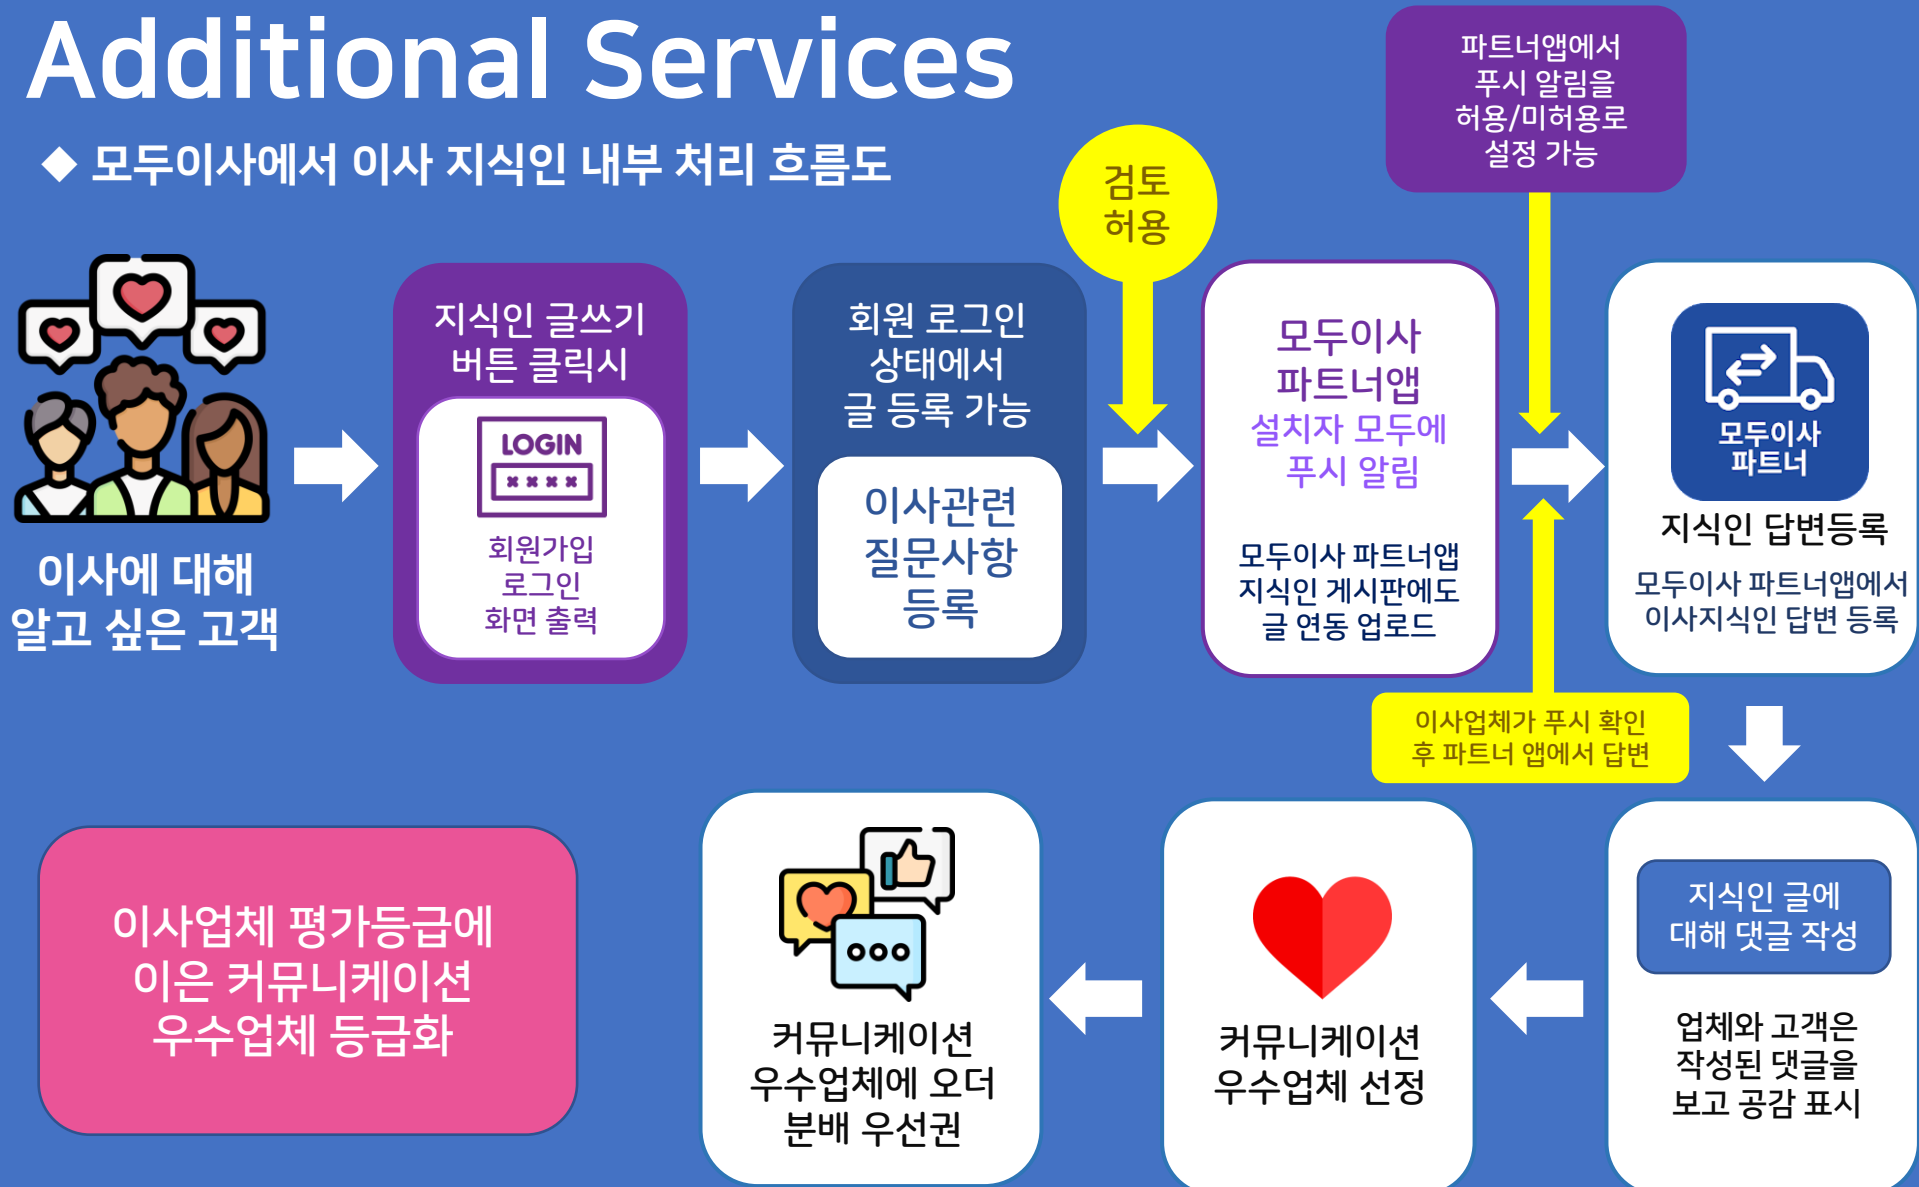 Additional Services
◆ 모두이사에서 이사 지식인 내부 처리 흐름도
파트너앱에서
푸시 알림을
허용/미허용로
설정 가능
검토
허용
이사에 대해
알고 싶은 고객
지식인 글쓰기
버튼 클릭시
LOGIN
××××
회원가입
로그인
화면 출력
회원 로그인
상태에서
글 등록 가능
이사관련
질문사항
등록
모두이사
파트너앱
설치자 모두에
푸시 알림
모두이사 파트너앱
지식인 게시판에도
글 연동 업로드
모두이사
파트너
지식인 답변등록
모두이사 파트너앱에서
이사지식인 답변 등록
이사업체가 푸시 확인
후 파트너 앱에서 답변
지식인 글에
대해 댓글 작성
업체와 고객은
작성된 댓글을
보고 공감 표시
커뮤니케이션
우수업체 선정
커뮤니케이션
우수업체에 오더
분배 우선권
이사업체 평가등급에
이은 커뮤니케이션
우수업체 등급화